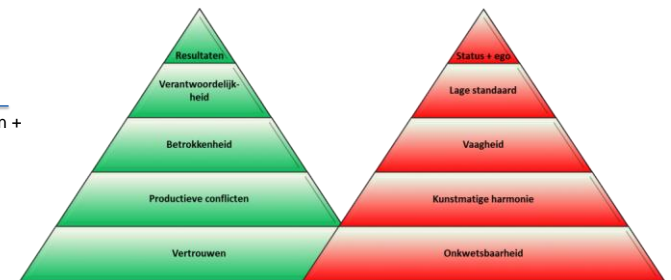 n +
Resultaten
Verantwoordelijk-
heid
Betrokkenheid
Productieve conflicten
Vertrouwen
Status + ego
Lage standaard
Vaagheid
Kunstmatige harmonie
Onkwetsbaarheid